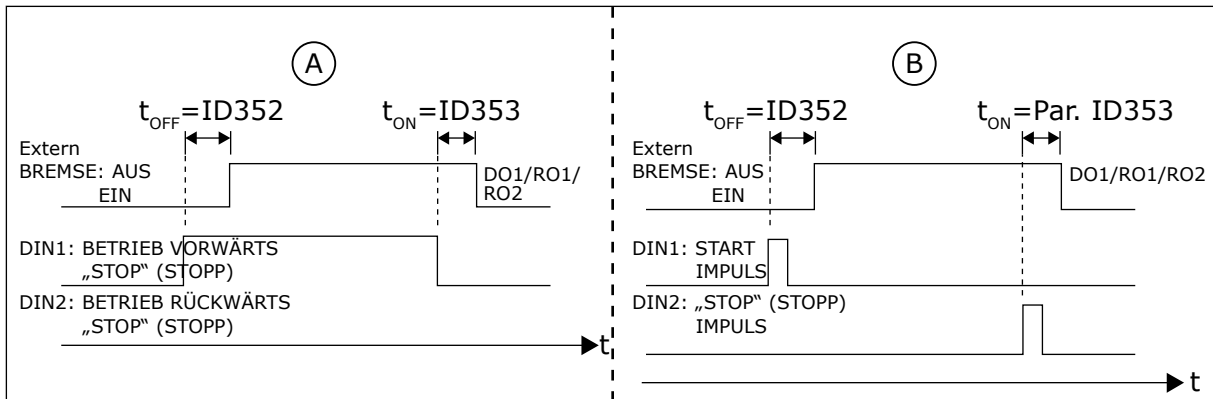 A
t_OFF=ID352
t_ON=ID353
Extern
BREMSE: AUS
EIN
DO1/RO1/
RO2
DIN1: BETRIEB VORWÄRTS
„STOP“ (STOPP)
DIN2: BETRIEB RÜCKWÄRTS
„STOP“ (STOPP)
t
B
t_OFF=ID352
t_ON=Par. ID353
Extern
BREMSE: AUS
EIN
DO1/RO1/RO2
DIN1: START
IMPULS
DIN2: „STOP“ (STOPP)
IMPULS
t